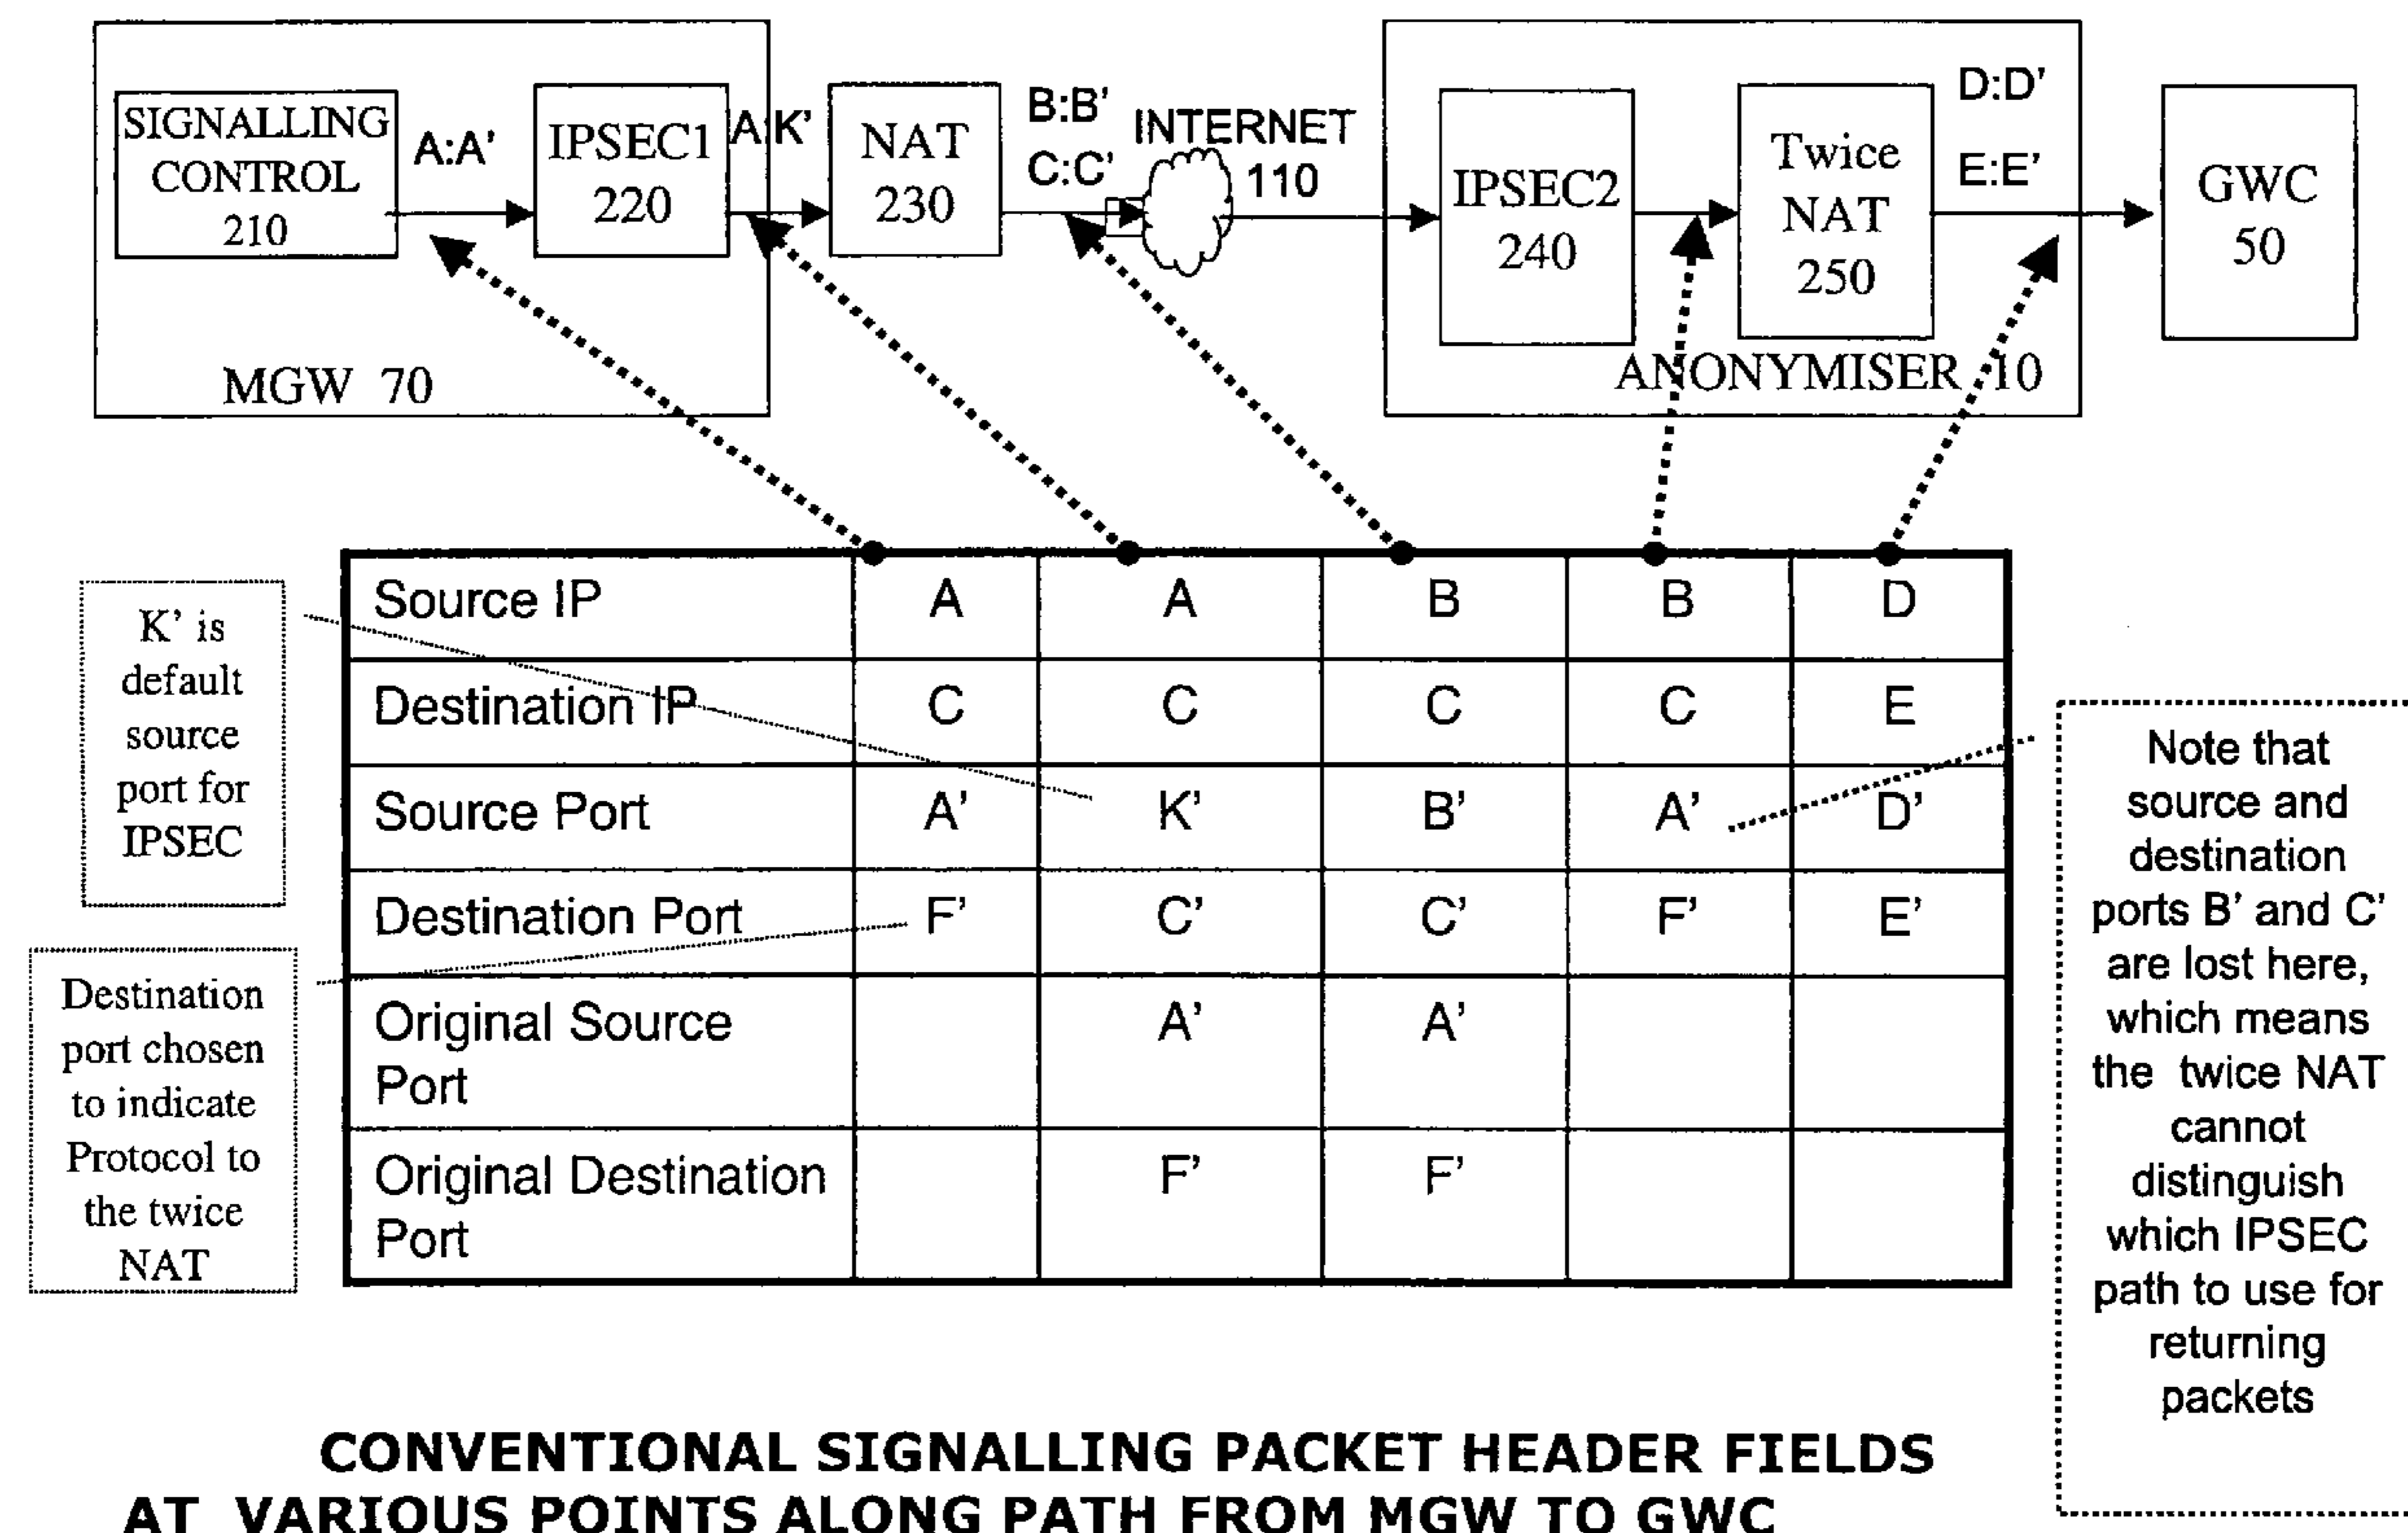 SIGNALLING
CONTROL
210
A:A'
IPSEC1
220
A:K'
NAT
230
B:B'
C:C'
INTERNET
110
IPSEC2
240
Twice
NAT
250
D:D'
E:E'
GWC
50
MGW 70
ANONYMISER 10
K' is
default
source
port for
IPSEC
Destination
port chosen
to indicate
Protocol to
the twice
NAT
Source IP A A B B D
Destination IP C C C C E
Source Port A' K' B' A' D'
Destination Port F' C' C' F' E'
Original Source
Port A' A'
Original Destination
Port F' F'
Note that
source and
destination
ports B' and C'
are lost here,
which means
the twice NAT
cannot
distinguish
which IPSEC
path to use for
returning
packets
CONVENTIONAL SIGNALLING PACKET HEADER FIELDS
AT VARIOUS POINTS ALONG PATH FROM MGW TO GWC